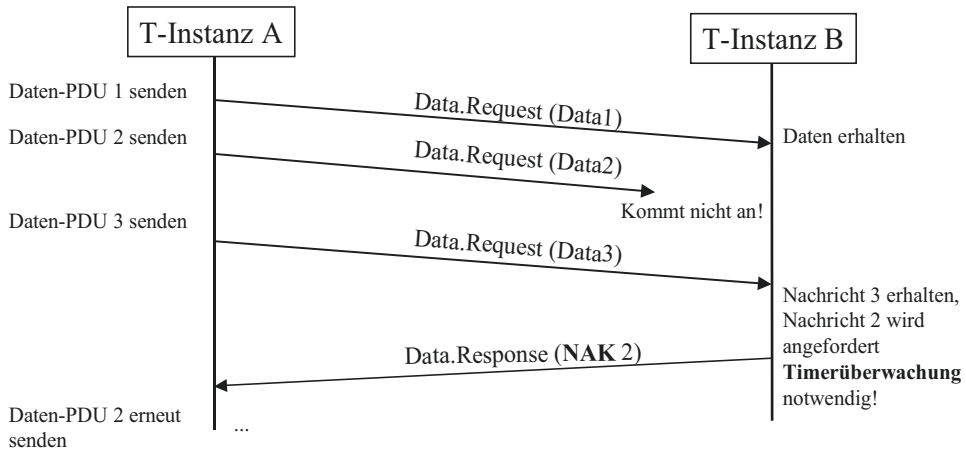 T-Instanz A
T-Instanz B
Daten-PDU 1 senden
Data.Request (Data1)
Daten erhalten
Daten-PDU 2 senden
Data.Request (Data2)
Kommt nicht an!
Daten-PDU 3 senden
Data.Request (Data3)
Nachricht 3 erhalten,
Nachricht 2 wird
angefordert
Timerüberwachung
notwendig!
Data.Response (NAK 2)
Daten-PDU 2 erneut
senden
...